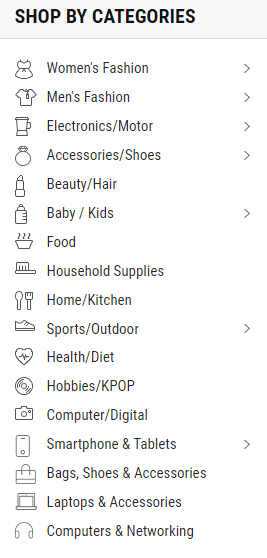 SHOP BY CATEGORIES
Women's Fashion
Men's Fashion
Electronics/Motor
Accessories/Shoes
Beauty/Hair
Baby / Kids
Food
Household Supplies
Home/Kitchen
Sports/Outdoor
Health/Diet
Hobbies/KPOP
Computer/Digital
Smartphone & Tablets
Bags, Shoes & Accessories
Laptops & Accessories
Computers & Networking